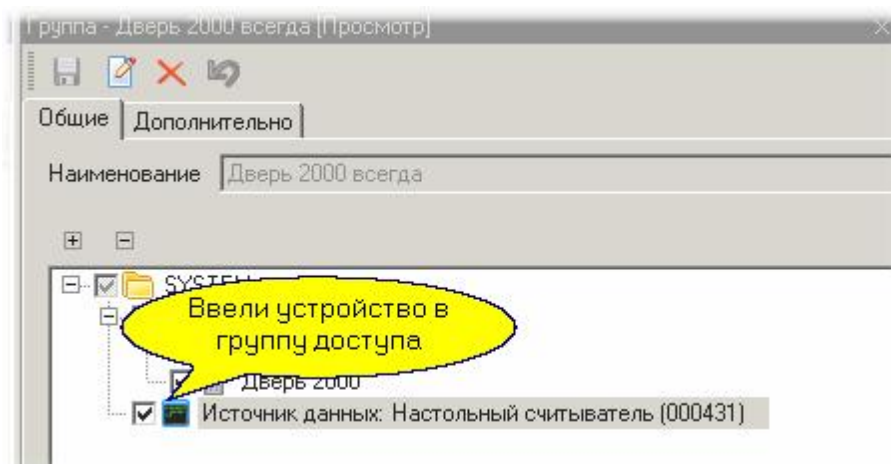 Группа - Дверь 2000 всегда [Просмотр]
Общие
Дополнительно
Наименование
Дверь 2000 всегда
SYSTEM
Ввели устройство в
группу доступа
Дверь 2000
Источник данных: Настольный считыватель (000431)